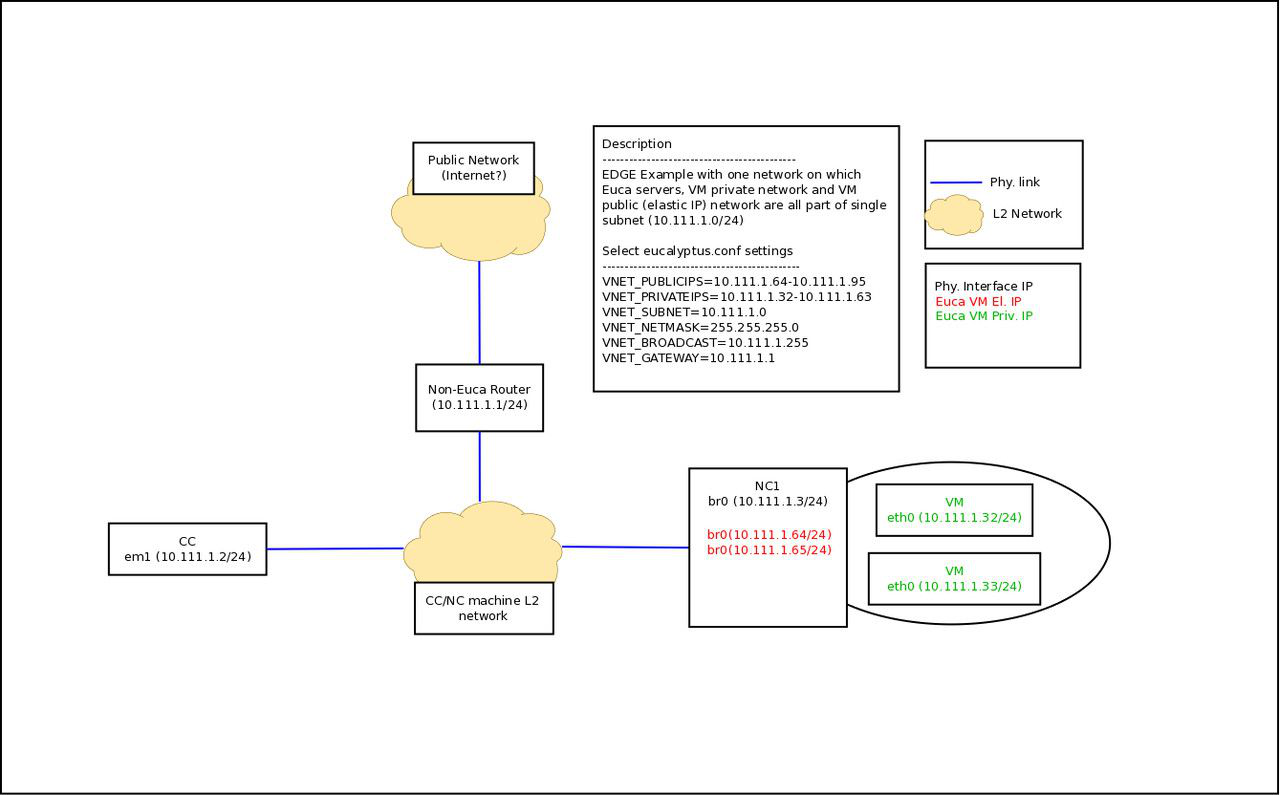 Public Network
(Internet?)
Description
--------------------------------------------
EDGE Example with one network on which
Euca servers, VM private network and VM
public (elastic IP) network are all part of single
subnet (10.111.1.0/24)
Select eucalyptus.conf settings
---------------------------------------------
VNET_PUBLICIPS=10.111.1.64-10.111.1.95
VNET_PRIVATEIPS=10.111.1.32-10.111.1.63
VNET_SUBNET=10.111.1.0
VNET_NETMASK=255.255.255.0
VNET_BROADCAST=10.111.1.255
VNET_GATEWAY=10.111.1.1
Phy. link
L2 Network
Phy. Interface IP
Euca VM El. IP
Euca VM Priv. IP
Non-Euca Router
(10.111.1.1/24)
CC
em1 (10.111.1.2/24)
CC/NC machine L2
network
NC1
br0 (10.111.1.3/24)
br0(10.111.1.64/24)
br0(10.111.1.65/24)
VM
eth0 (10.111.1.32/24)
VM
eth0 (10.111.1.33/24)